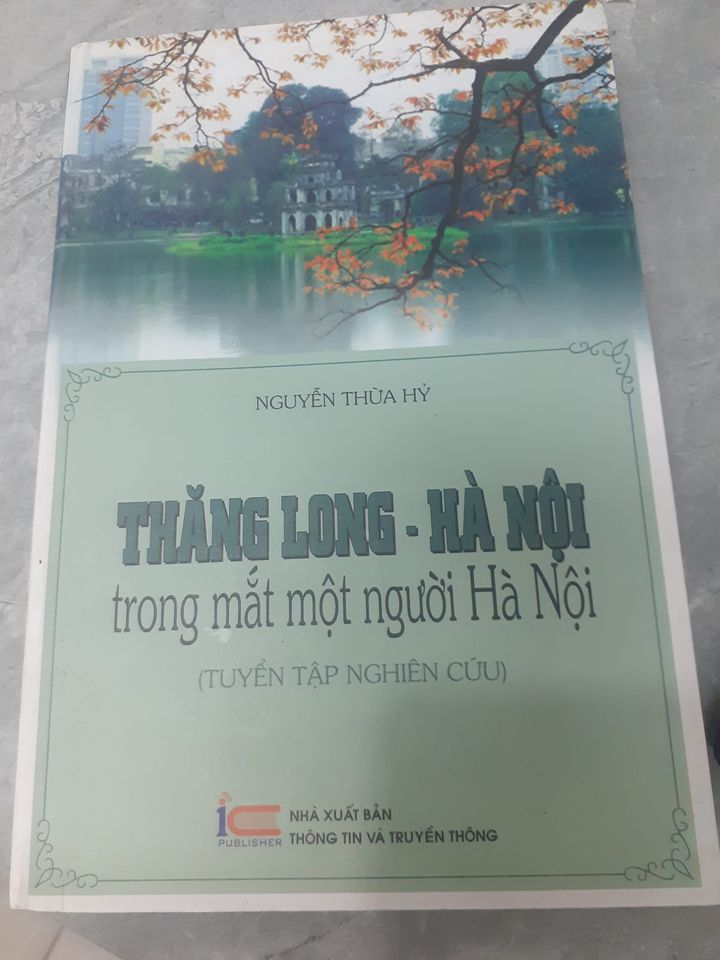 NGUYỄN THỪA HỶ
THĂNG LONG - HÀ NỘI
trong mắt một người Hà Nội
(TUYỂN TẬP NGHIÊN CỨU)
iC
PUBLISHER
NHÀ XUẤT BẢN
THÔNG TIN VÀ TRUYỀN THÔNG